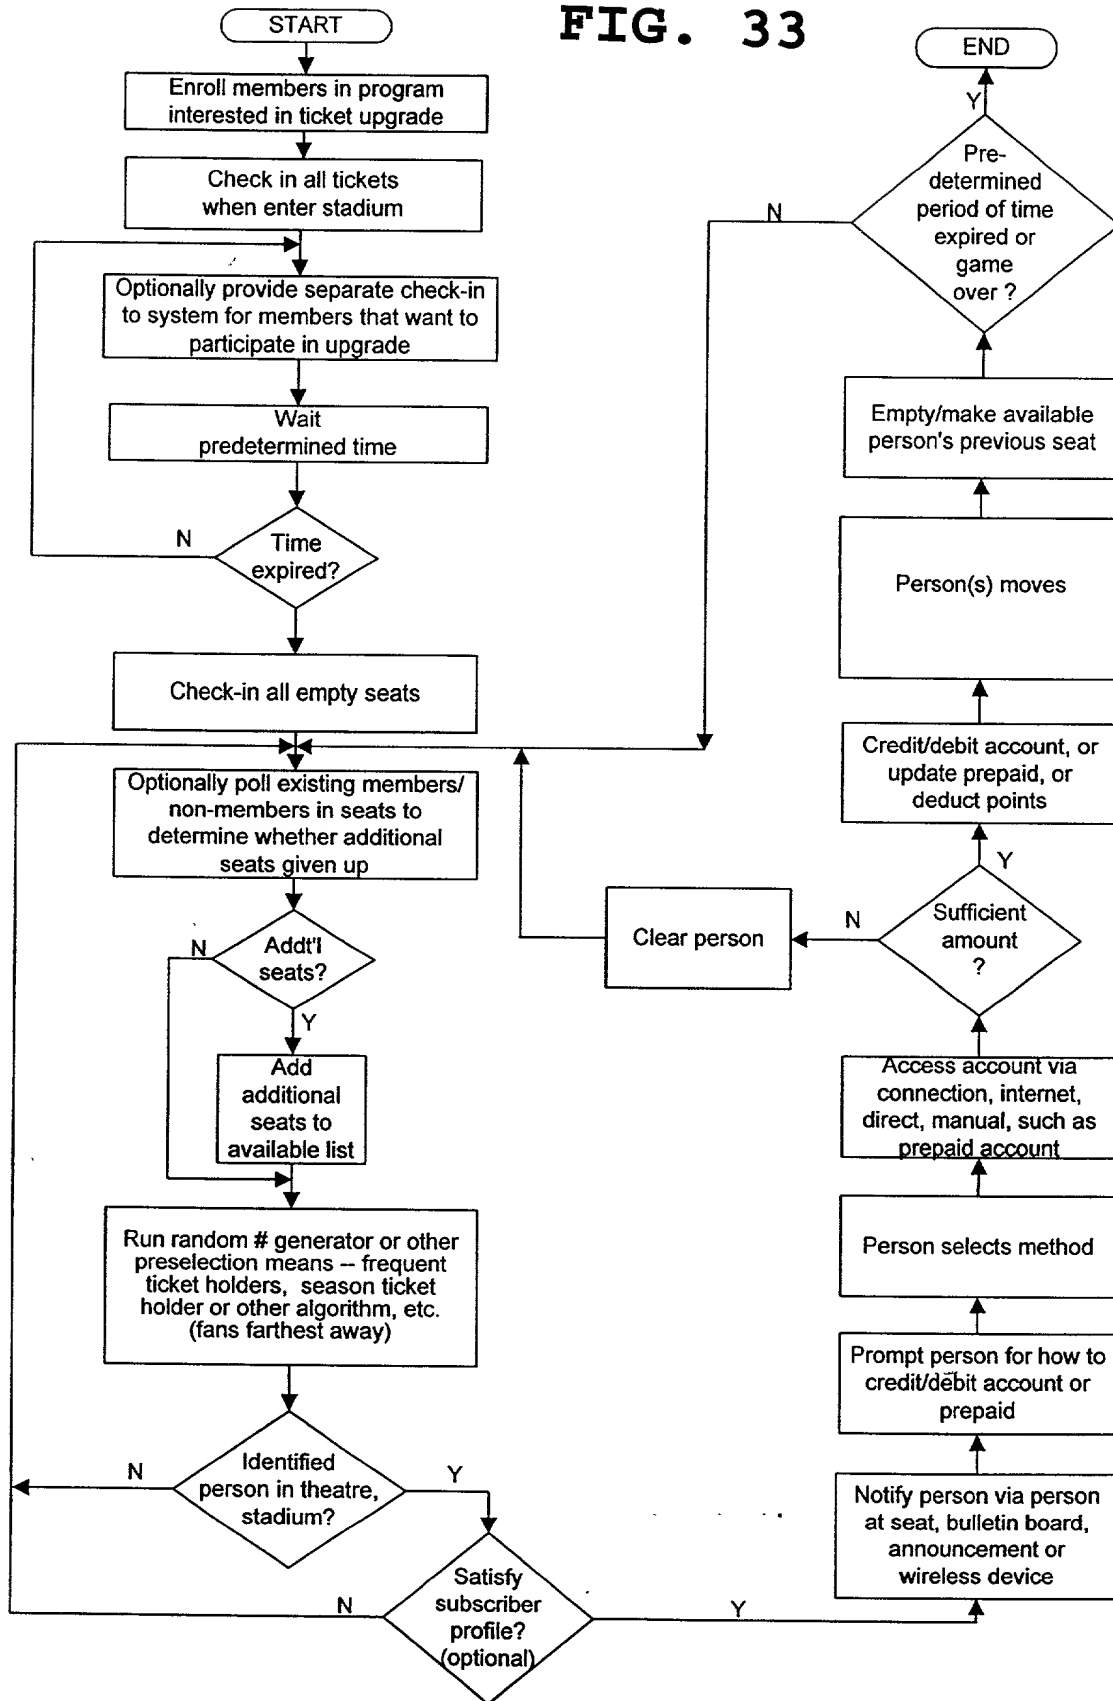 FIG. 33
START
Enroll members in program
interested in ticket upgrade
Check in all tickets
when enter stadium
Optionally provide separate check-in
to system for members that want to
participate in upgrade
Wait
predetermined time
N
Time
expired?
Check-in all empty seats
Optionally poll existing members/
non-members in seats to
determine whether additional
seats given up
N
Addt'l
seats?
Y
Add
additional
seats to
available list
Run random # generator or other
preselection means -- frequent
ticket holders, season ticket
holder or other algorithm, etc.
(fans farthest away)
N
Identified
person in theatre,
stadium?
Y
N
Satisfy
subscriber
profile?
(optional)
Y
Notify person via person
at seat, bulletin board,
announcement or
wireless device
Prompt person for how to
credit/debit account or
prepaid
Person selects method
Access account via
connection, internet,
direct, manual, such as
prepaid account
Sufficient
amount
?
N
Clear person
Y
Credit/debit account, or
update prepaid, or
deduct points
Person(s) moves
Empty/make available
person's previous seat
Pre-
determined
period of time
expired or
game
over ?
N
Y
END